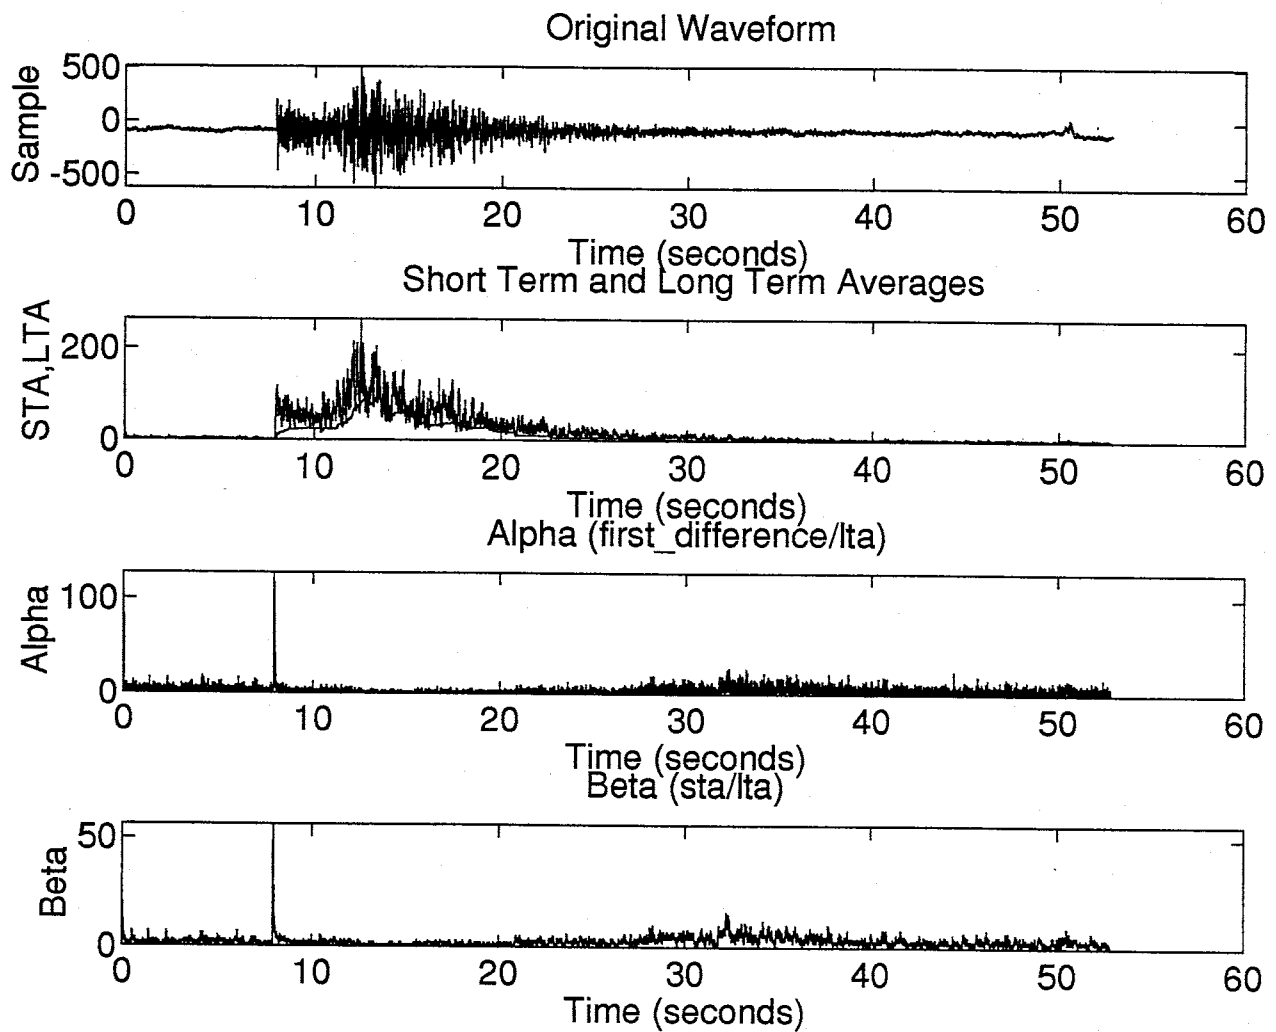 Original Waveform
500
0
-500
Sample
0 10 20 30 40 50 60
Time (seconds)
Short Term and Long Term Averages
200
0
STA,LTA
0 10 20 30 40 50 60
Time (seconds)
Alpha (first_difference/lta)
100
0
Alpha
0 10 20 30 40 50 60
Time (seconds)
Beta (sta/lta)
50
0
Beta
0 10 20 30 40 50 60
Time (seconds)